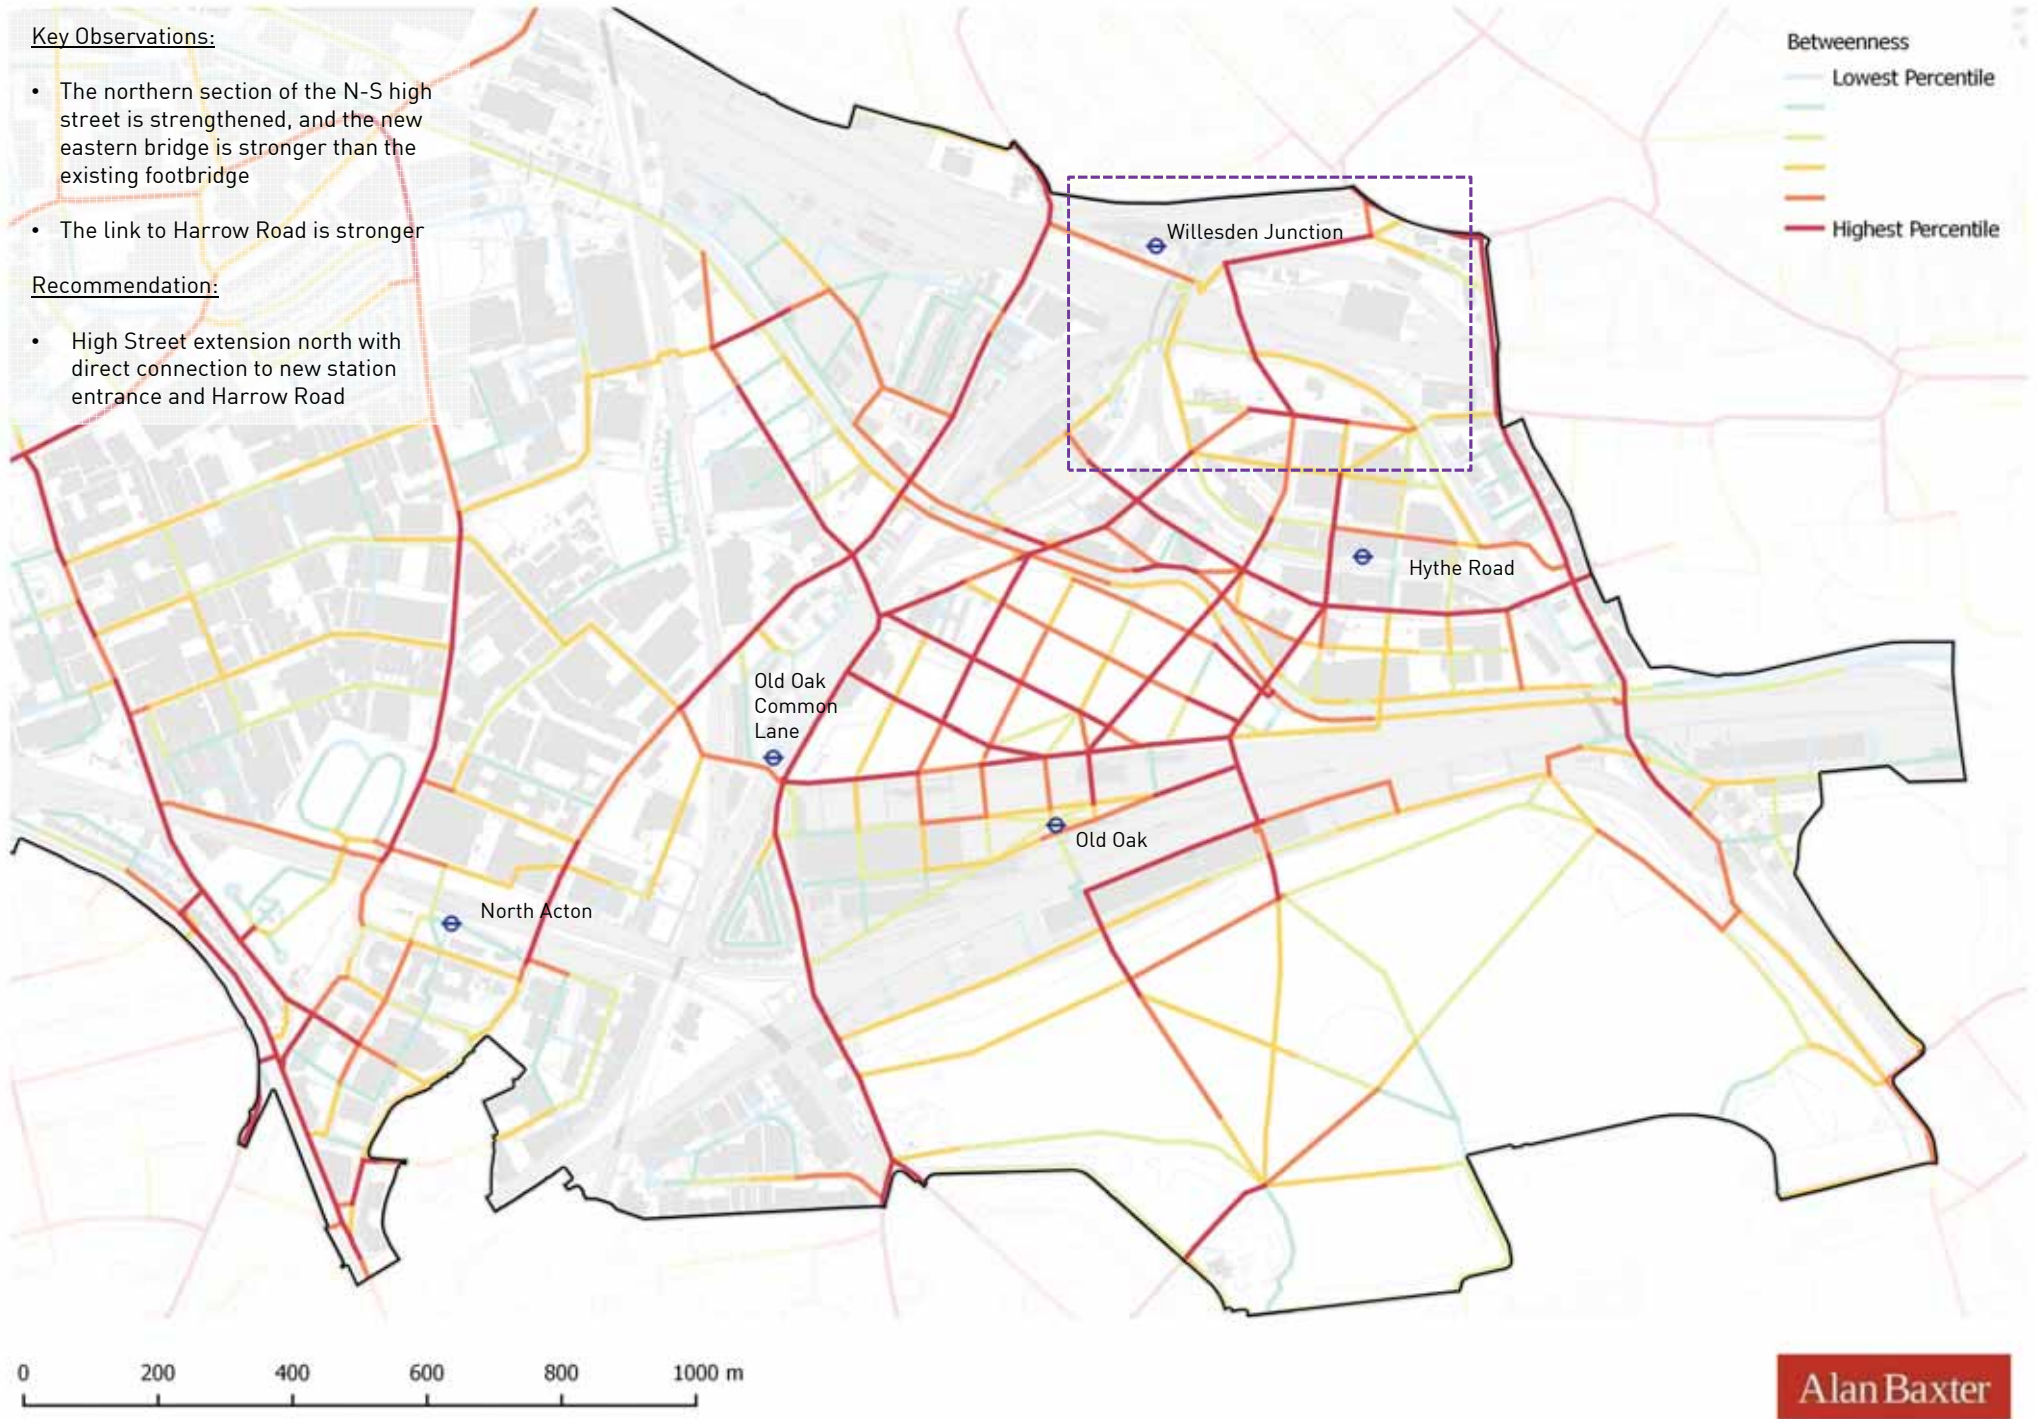 Key Observations:
• The northern section of the N-S high
street is strengthened, and the new
eastern bridge is stronger than the
existing footbridge
• The link to Harrow Road is stronger
Recommendation:
• High Street extension north with
direct connection to new station
entrance and Harrow Road
Betweenness
Lowest Percentile
Highest Percentile
Willesden Junction
Hythe Road
Old Oak
Common
Lane
Old Oak
North Acton
0 200 400 600 800 1000 m
Alan Baxter